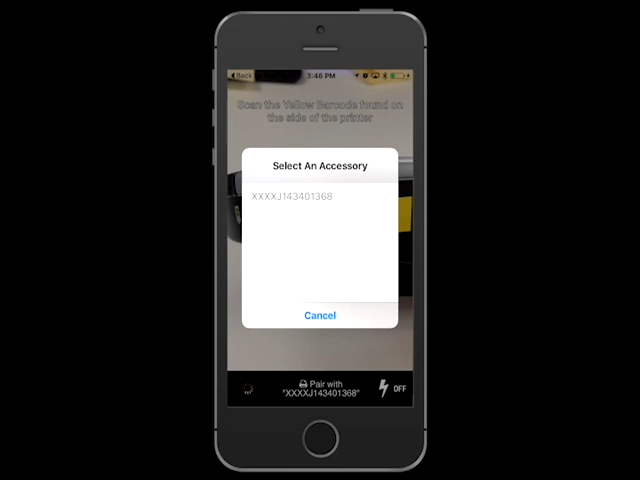 Back 3:46 PM
Scan the Yellow Barcode found on
the side of the printer
Select An Accessory
XXXXJ143401368
Cancel
Pair with
"XXXXJ143401368"
OFF